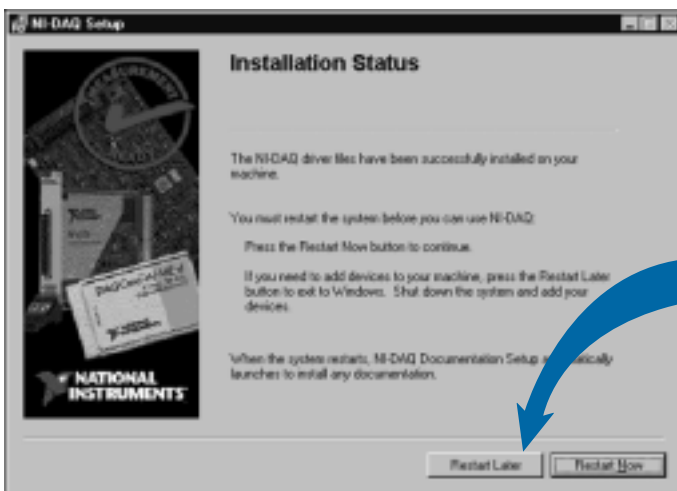 NI-DAQ Setup
Installation Status
The NI-DAQ driver files have been successfully installed on your
machine.
You must restart the system before you can use NI-DAQ:
Press the Restart Now button to continue.
If you need to add devices to your machine, press the Restart Later
button to exit to Windows. Shut down the system and add your
devices.
When the system restarts, NI-DAQ Documentation Setup
launches to install any documentation.
MEASUREMENT
NATIONAL
INSTRUMENTS
Restart Later
Restart Now